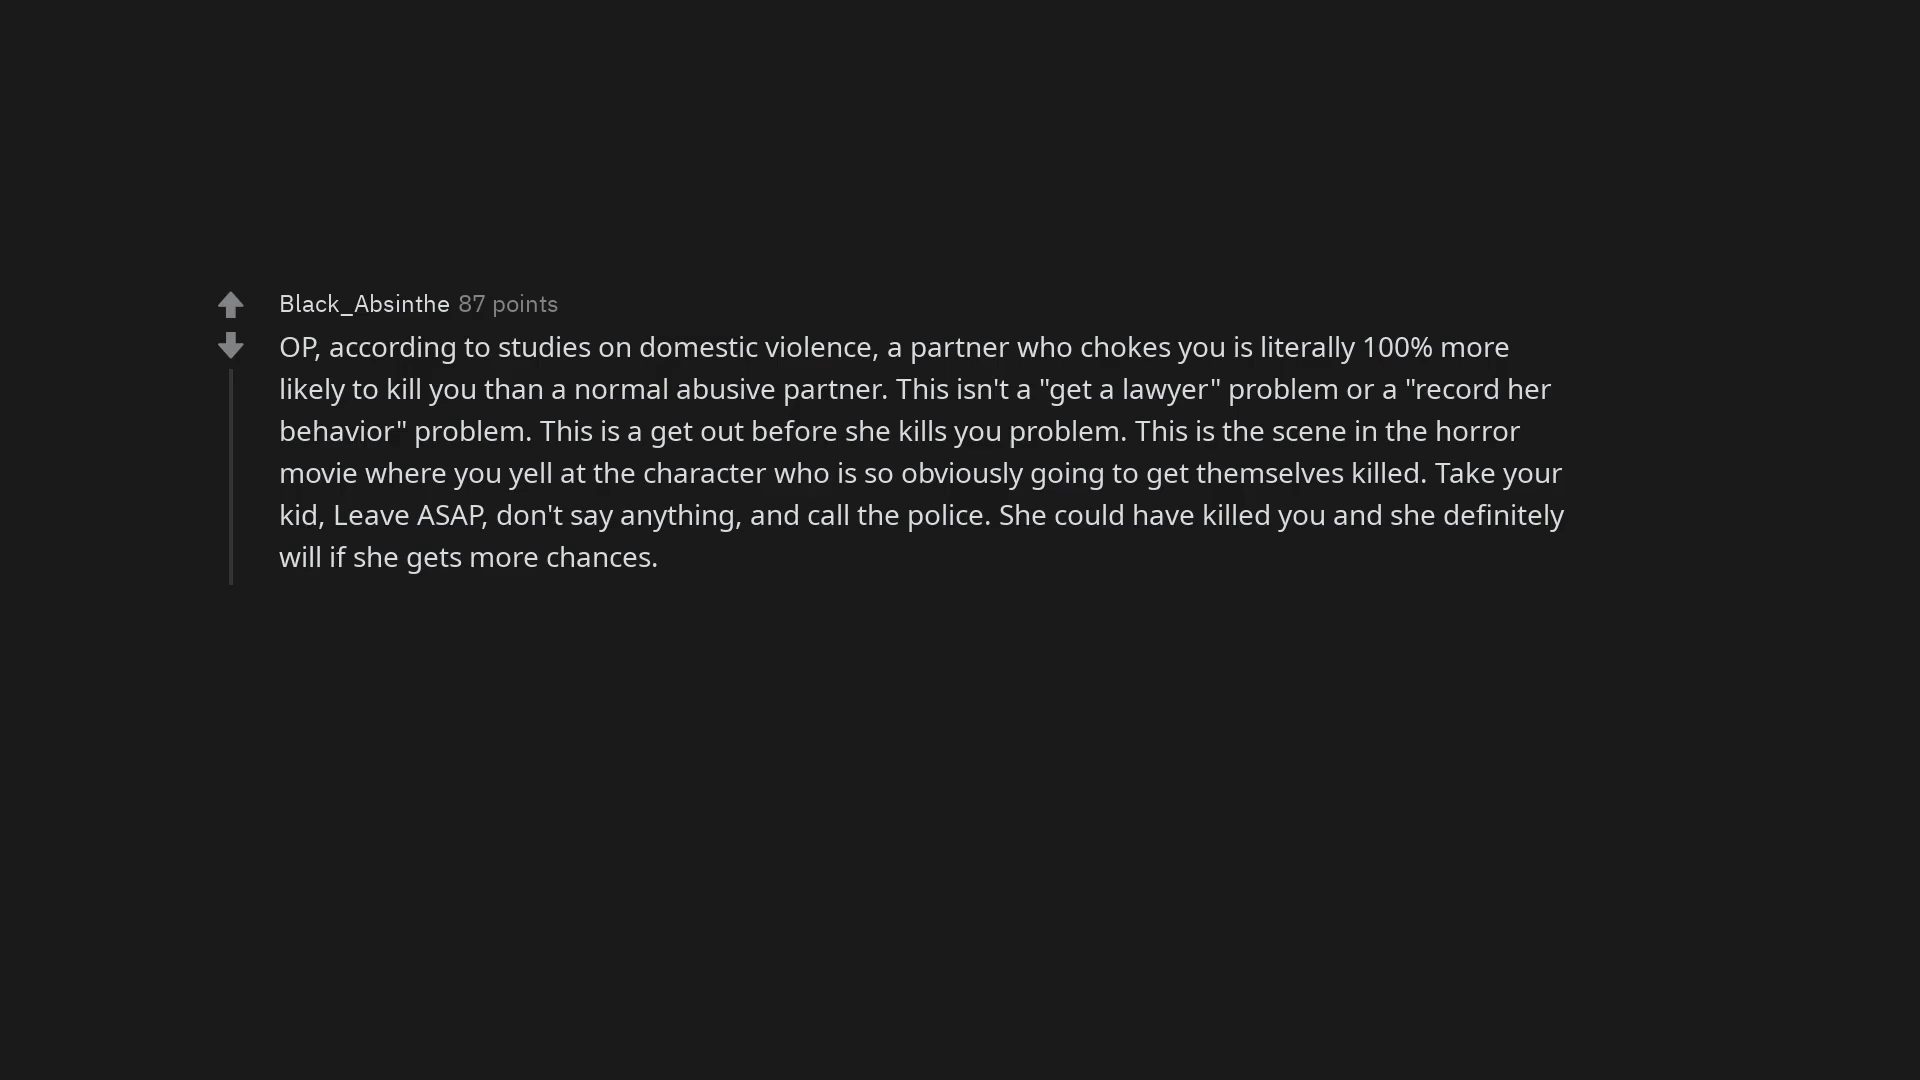 Black_Absinthe 87 points
OP, according to studies on domestic violence, a partner who chokes you is literally 100% more
likely to kill you than a normal abusive partner. This isn't a "get a lawyer" problem or a "record her
behavior" problem. This is a get out before she kills you problem. This is the scene in the horror
movie where you yell at the character who is so obviously going to get themselves killed. Take your
kid, Leave ASAP, don't say anything, and call the police. She could have killed you and she definitely
will if she gets more chances.